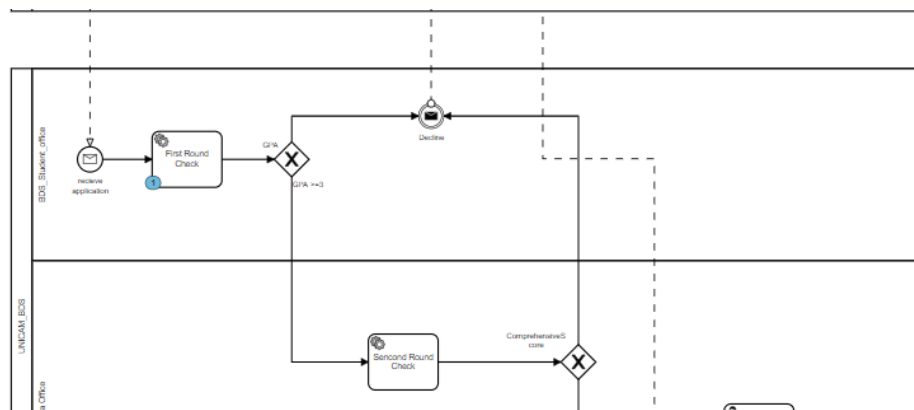 BDS_Student_office
recieve
application
First Round
Check
1
GPA
GPA >=3
Decline
UNICAM_BDS
Sencond Round
Check
ComprehensiveS
core
a Office